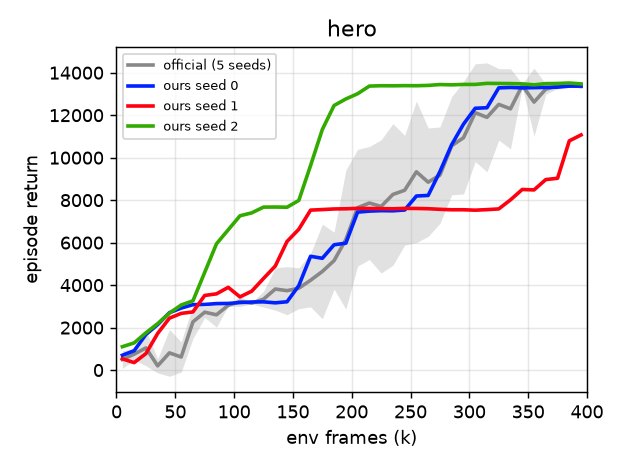 hero
official (5 seeds)
ours seed 0
ours seed 1
ours seed 2
episode return
14000
12000
10000
8000
6000
4000
2000
0
0 50 100 150 200 250 300 350 400
env frames (k)